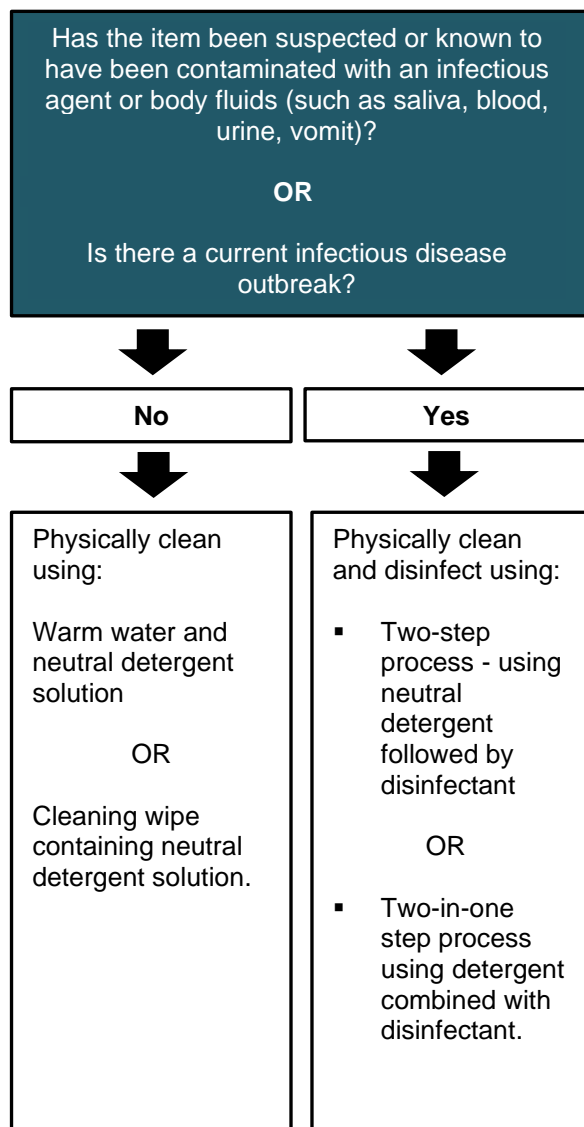 Has the item been suspected or known to
have been contaminated with an infectious
agent or body fluids (such as saliva, blood,
urine, vomit)?
OR
Is there a current infectious disease
outbreak?
No
Yes
Physically clean
using:
Warm water and
neutral detergent
solution
OR
Cleaning wipe
containing neutral
detergent solution.
Physically clean
and disinfect using:
▪ Two-step
process - using
neutral
detergent
followed by
disinfectant
OR
▪ Two-in-one
step process
using detergent
combined with
disinfectant.